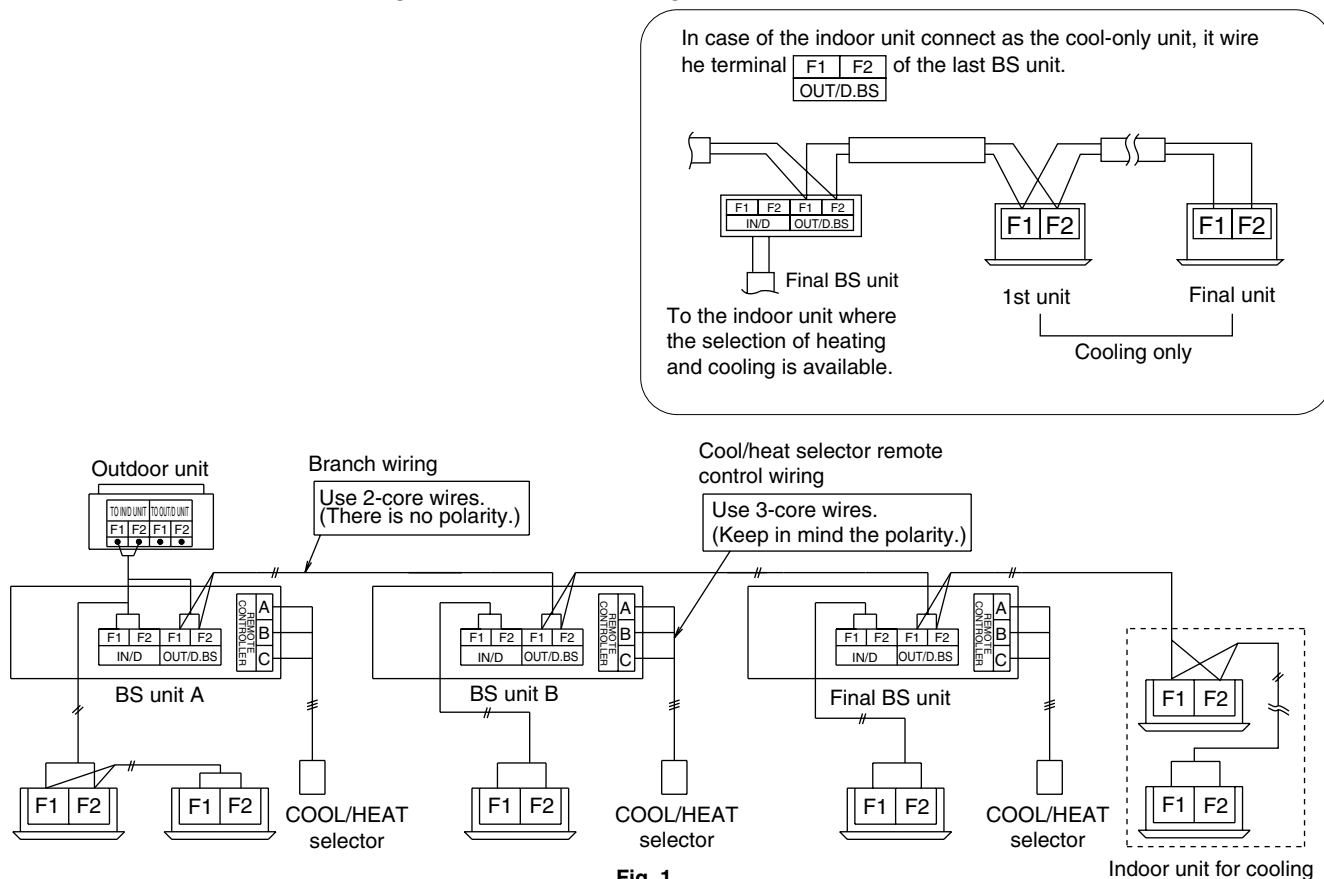 In case of the indoor unit connect as the cool-only unit, it wire
he terminal F1 F2 of the last BS unit.
OUT/D.BS
F1 F2 F1 F2
IN/D OUT/D.BS
Final BS unit
To the indoor unit where
the selection of heating
and cooling is available.
F1 F2
1st unit
F1 F2
Final unit
Cooling only
Outdoor unit
TO IN/D UNIT TO OUT/D UNIT
F1 F2 F1 F2
Branch wiring
Use 2-core wires.
(There is no polarity.)
Cool/heat selector remote
control wiring
Use 3-core wires.
(Keep in mind the polarity.)
F1 F2 F1 F2
IN/D OUT/D.BS
REMOTE
CONTROLLER
A
B
C
BS unit A
F1 F2 F1 F2
IN/D OUT/D.BS
REMOTE
CONTROLLER
A
B
C
BS unit B
F1 F2 F1 F2
IN/D OUT/D.BS
REMOTE
CONTROLLER
A
B
C
Final BS unit
F1 F2
F1 F2
COOL/HEAT
selector
F1 F2
COOL/HEAT
selector
F1 F2
COOL/HEAT
selector
F1 F2
F1 F2
Indoor unit for cooling